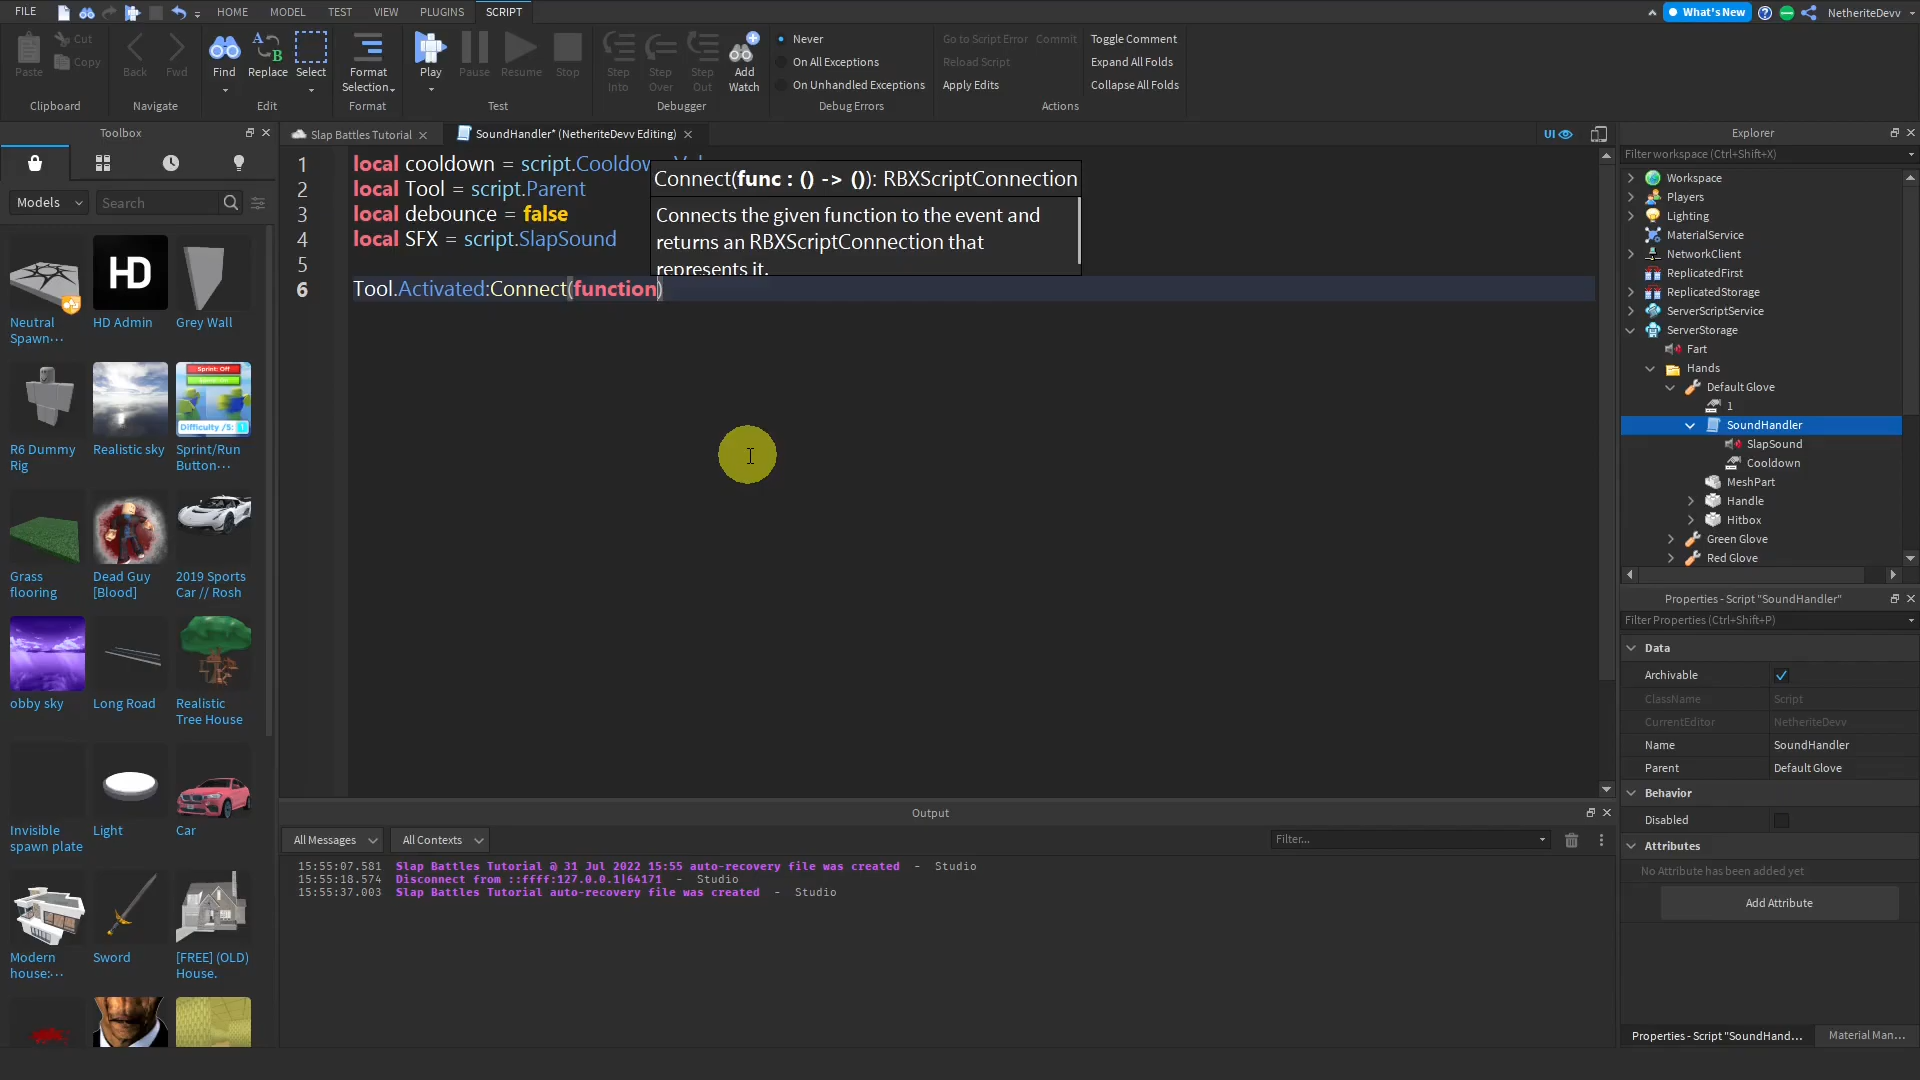 FILE HOME MODEL TEST VIEW PLUGINS SCRIPT What's New NetheriteDevv
Paste Cut Copy Back Fwd Find Replace Select Format Selection Play Pause Resume Stop Step Into Step Over Step Out Add Watch
Never
On All Exceptions
On Unhandled Exceptions
Go to Script Error Commit
Reload Script
Apply Edits
Toggle Comment
Expand All Folds
Collapse All Folds
Clipboard Navigate Edit Format Test Debugger Debug Errors Actions
Toolbox
Models Search
Neutral Spawn···
HD Admin
Grey Wall
R6 Dummy Rig
Realistic sky
Sprint: Off
Difficulty /5: 1
Sprint/Run Button···
Grass flooring
Dead Guy [Blood]
2019 Sports Car // Rosh
obby sky
Long Road
Realistic Tree House
Invisible spawn plate
Light
Car
Modern house:···
Sword
[FREE] (OLD) House.
HD
Slap Battles Tutorial
SoundHandler* (NetheriteDevv Editing)
UI
1 local cooldown = script.Cooldow
2 local Tool = script.Parent
3 local debounce = false
4 local SFX = script.SlapSound
5
6 Tool.Activated:Connect(function)
Connect(func : () -> ()): RBXScriptConnection
Connects the given function to the event and
returns an RBXScriptConnection that
represents it.
Output
All Messages All Contexts Filter...
15:55:07.581 Slap Battles Tutorial @ 31 Jul 2022 15:55 auto-recovery file was created - Studio
15:55:18.574 Disconnect from ::ffff:127.0.0.1|64171 - Studio
15:55:37.003 Slap Battles Tutorial auto-recovery file was created - Studio
Explorer
Filter workspace (Ctrl+Shift+X)
Workspace
Players
Lighting
MaterialService
NetworkClient
ReplicatedFirst
ReplicatedStorage
ServerScriptService
ServerStorage
Fart
Hands
Default Glove
1
SoundHandler
SlapSound
Cooldown
MeshPart
Handle
Hitbox
Green Glove
Red Glove
Properties - Script "SoundHandler"
Filter Properties (Ctrl+Shift+P)
Data
Archivable
ClassName Script
CurrentEditor NetheriteDevv
Name SoundHandler
Parent Default Glove
Behavior
Disabled
Attributes
No Attribute has been added yet
Add Attribute
Properties - Script "SoundHand... Material Man...